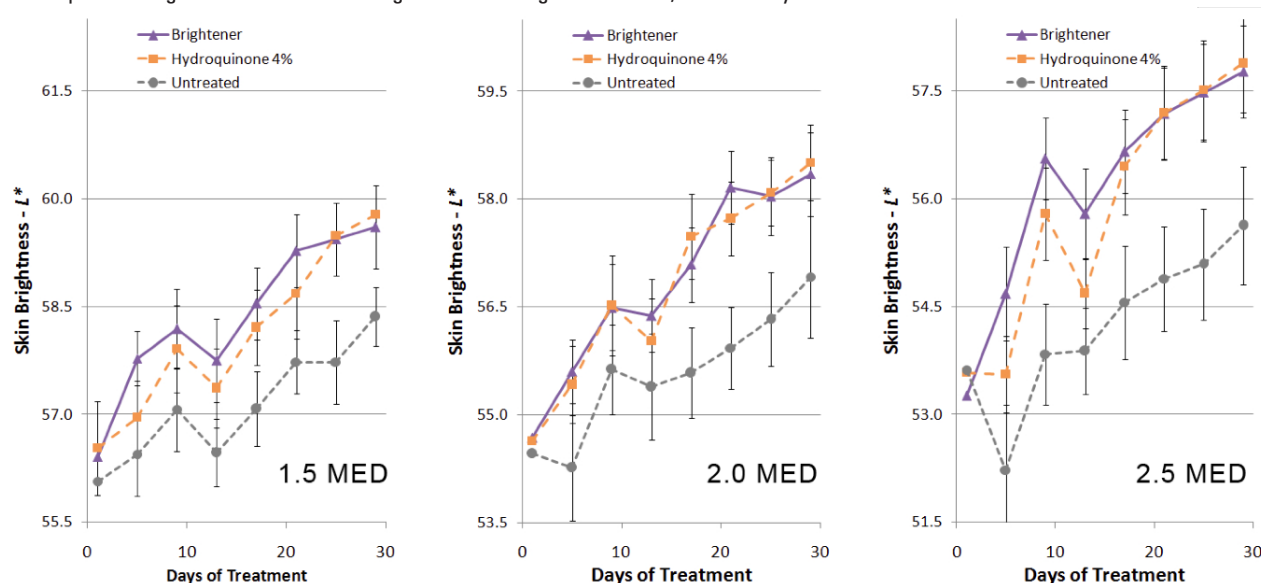 Brightener
Hydroquinone 4%
Untreated
Skin Brightness - L*
61.5
60.0
58.5
57.0
55.5
0 10 20 30
Days of Treatment
1.5 MED
Brightener
Hydroquinone 4%
Untreated
Skin Brightness - L*
59.5
58.0
56.5
55.0
53.5
0 10 20 30
Days of Treatment
2.0 MED
Brightener
Hydroquinone 4%
Untreated
Skin Brightness - L*
57.5
56.0
54.5
53.0
51.5
0 10 20 30
Days of Treatment
2.5 MED